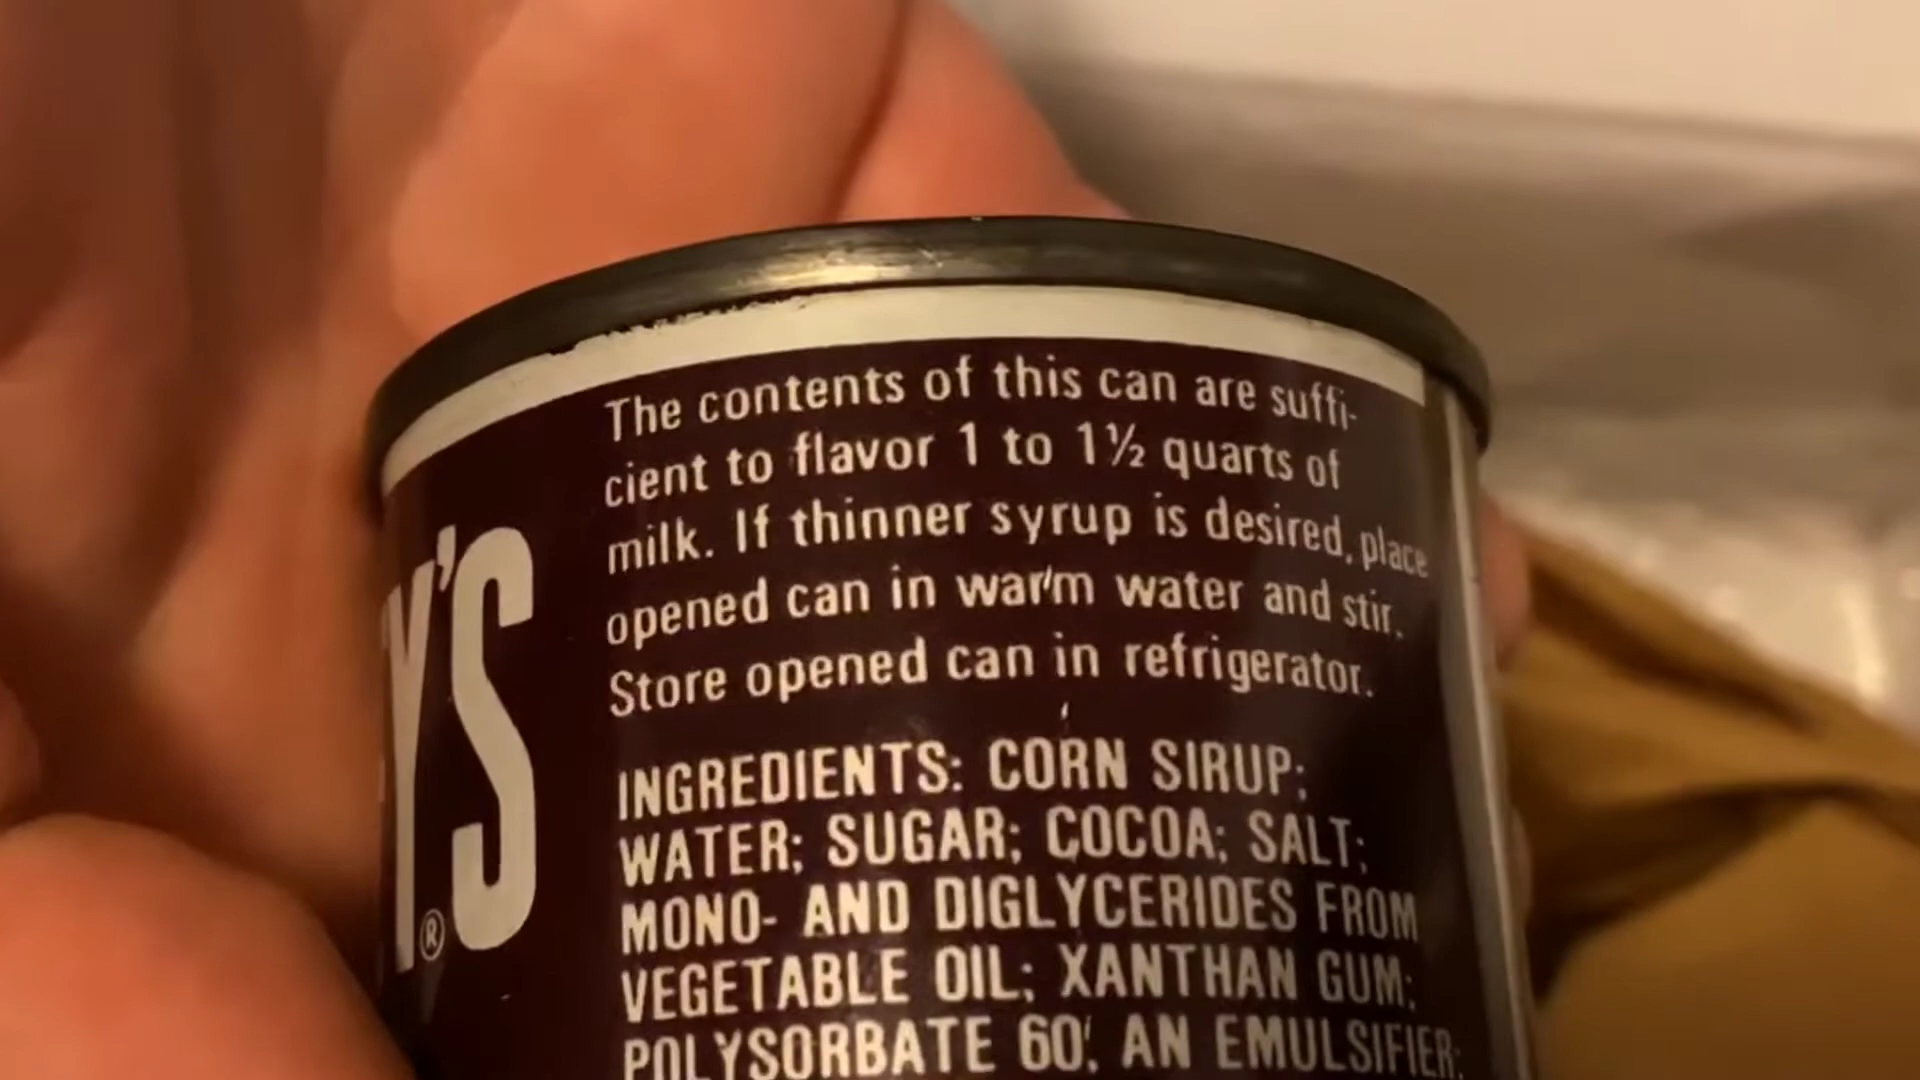 Y'S
®
The contents of this can are suffi-
cient to flavor 1 to 1½ quarts of
milk. If thinner syrup is desired, place
opened can in warm water and stir.
Store opened can in refrigerator.
INGREDIENTS: CORN SIRUP;
WATER; SUGAR; COCOA; SALT;
MONO- AND DIGLYCERIDES FROM
VEGETABLE OIL; XANTHAN GUM;
POLYSORBATE 60, AN EMULSIFIER;